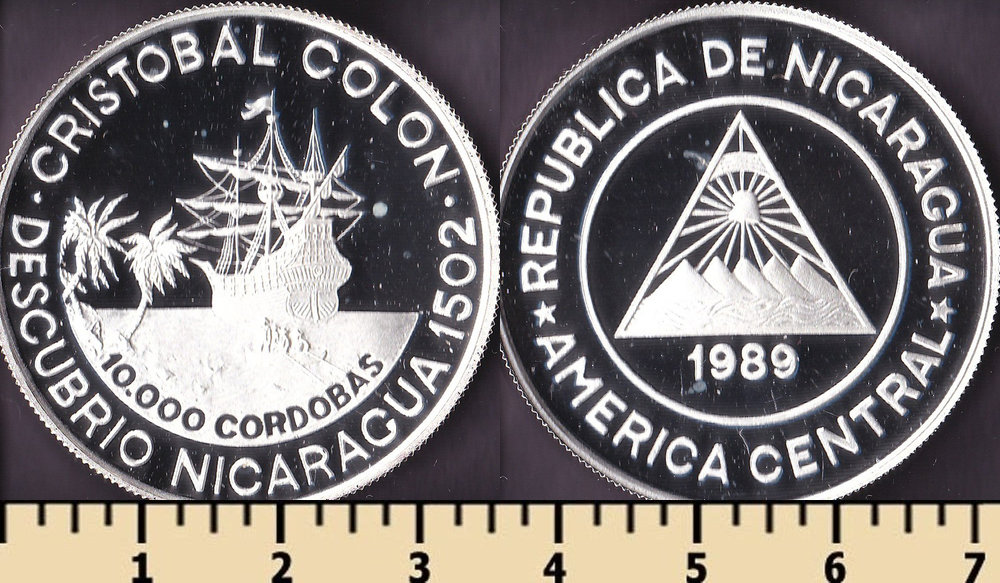 CRISTOBAL COLON ·
DESCUBRIO NICARAGUA 1502 ·
10.000 CORDOBAS
REPUBLICA DE NICARAGUA
★ AMERICA CENTRAL ★
1989
1 2 3 4 5 6 7